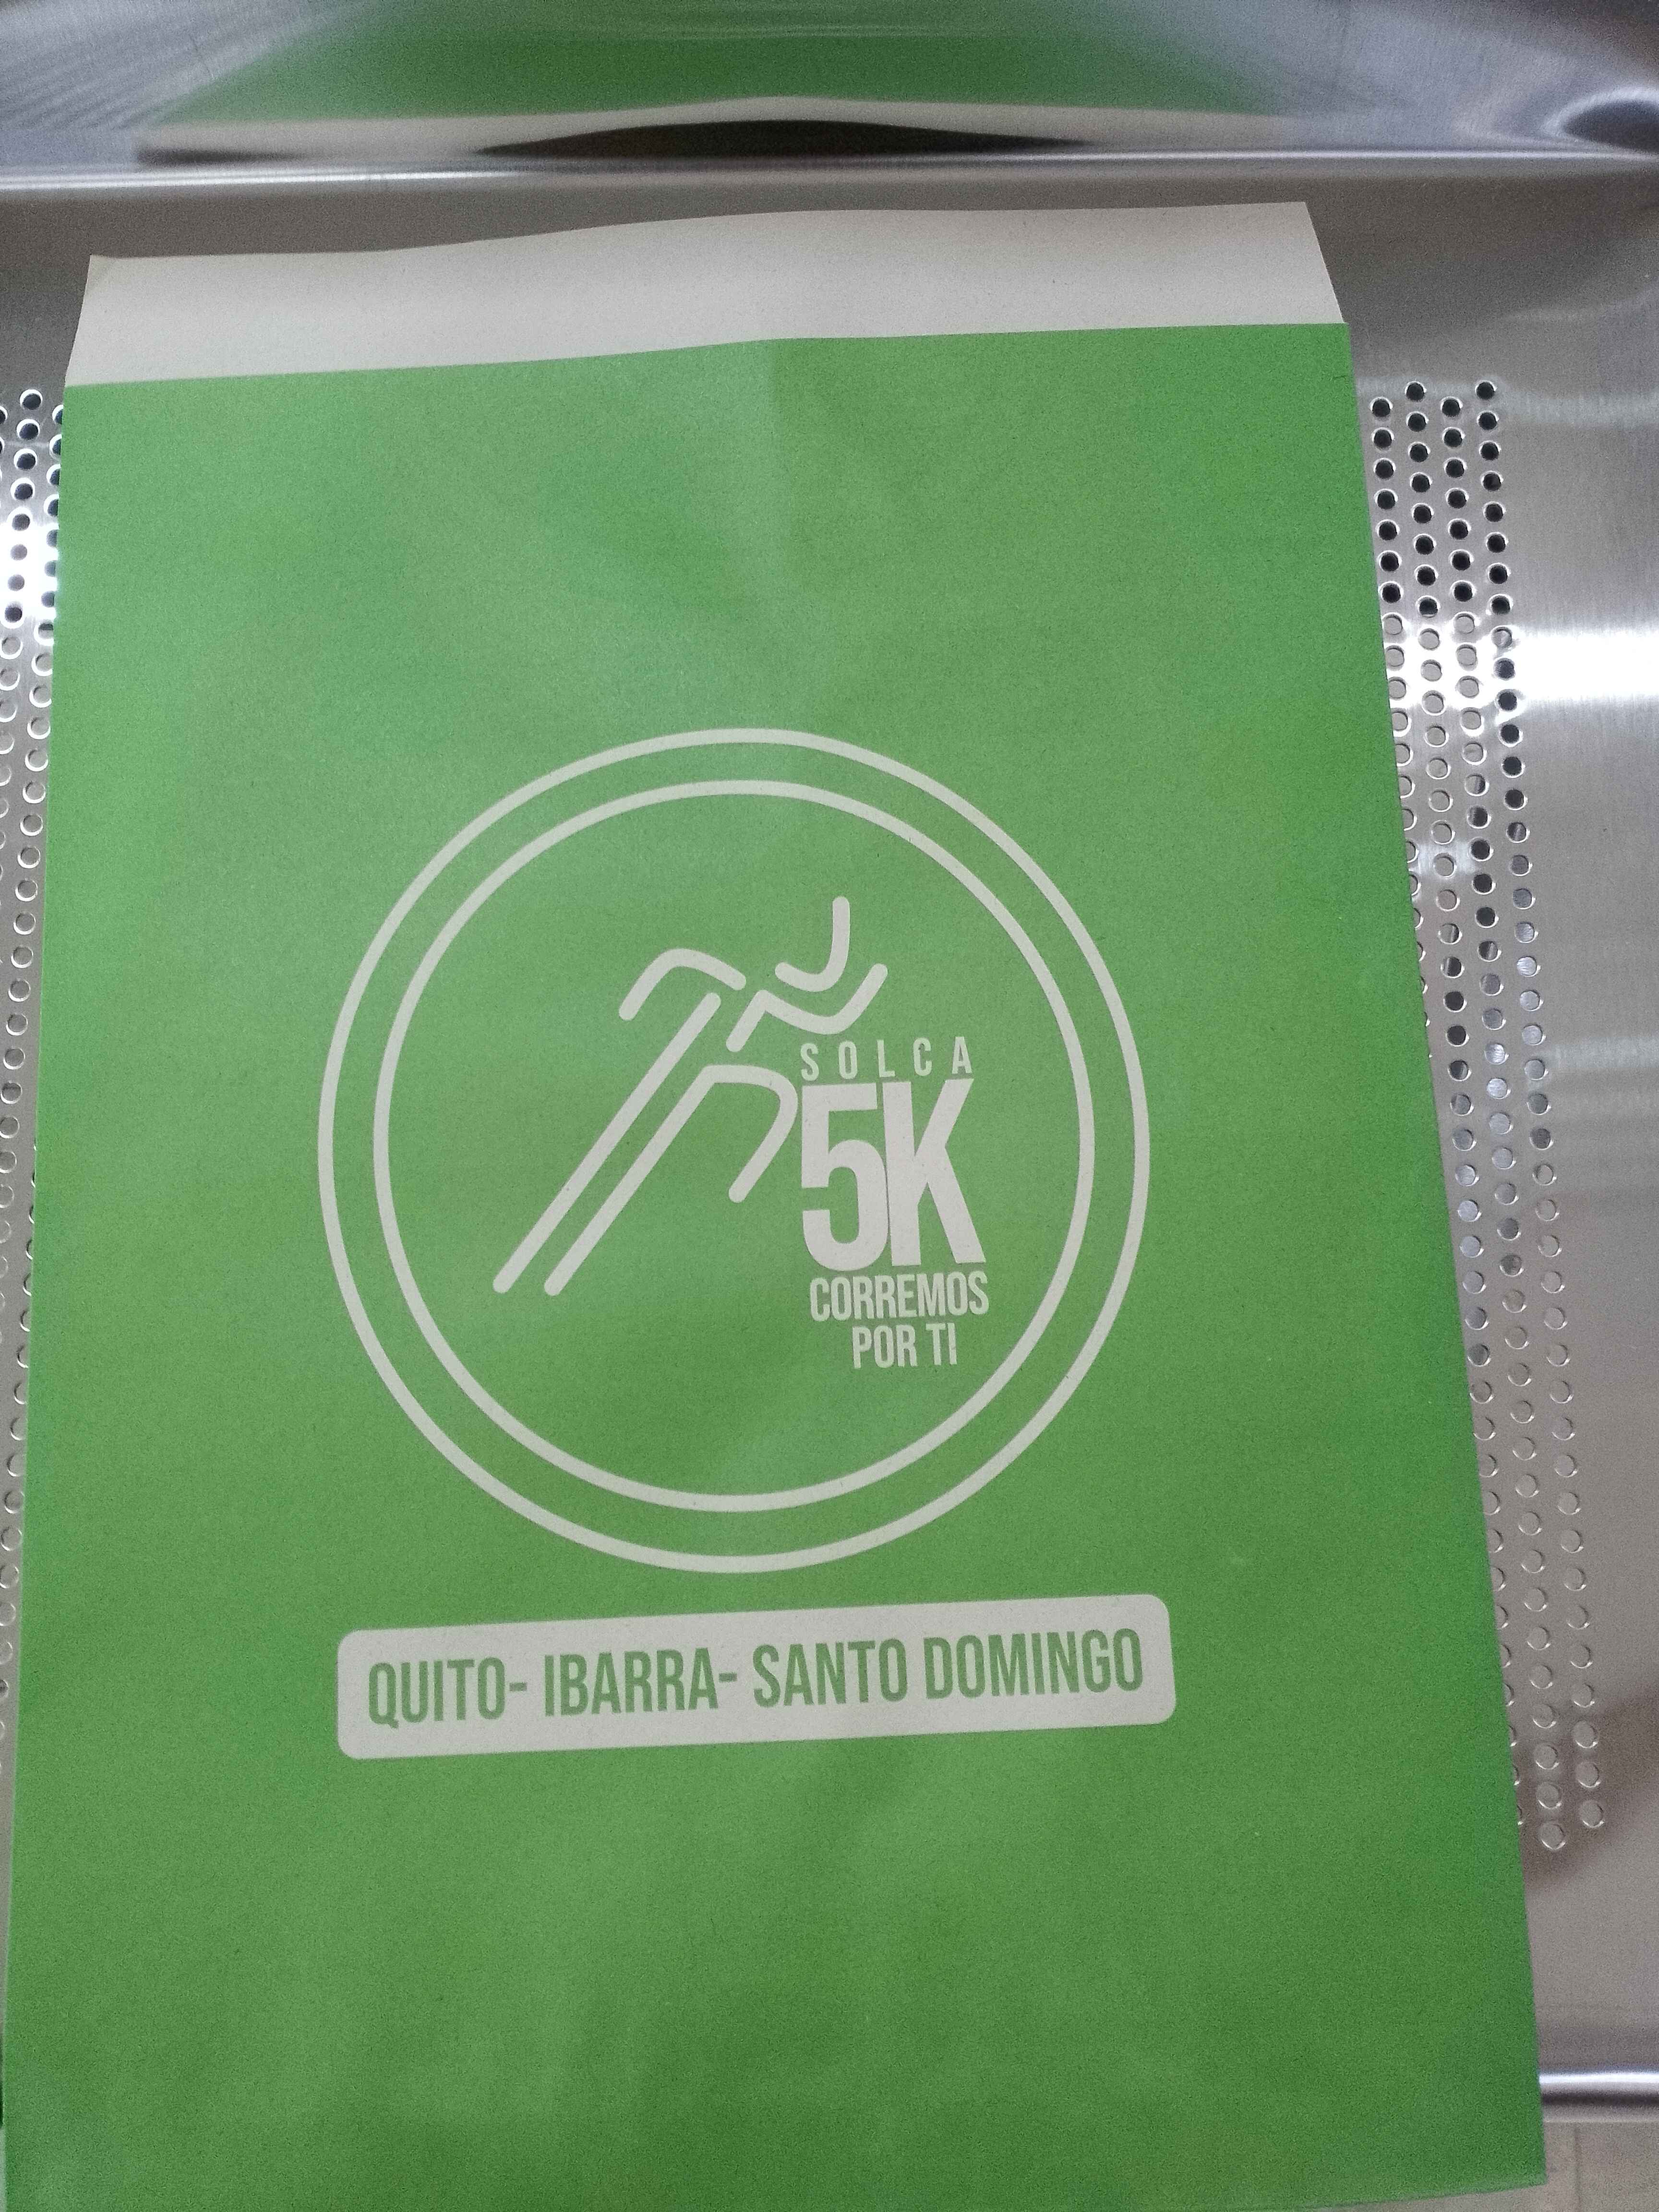 SOLCA
5K
CORREMOS
POR TI
QUITO- IBARRA- SANTO DOMINGO